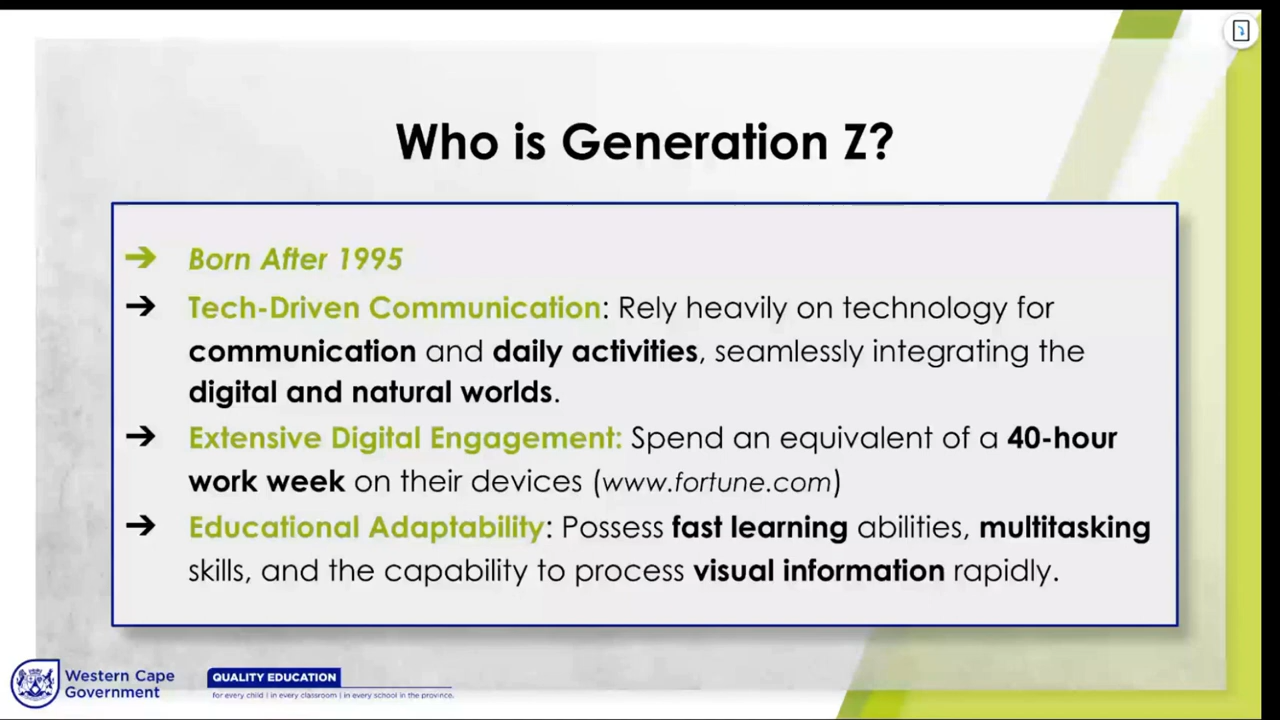 Who is Generation Z?
➔ Born After 1995
➔ Tech-Driven Communication: Rely heavily on technology for
communication and daily activities, seamlessly integrating the
digital and natural worlds.
➔ Extensive Digital Engagement: Spend an equivalent of a 40-hour
work week on their devices (www.fortune.com)
➔ Educational Adaptability: Possess fast learning abilities, multitasking
skills, and the capability to process visual information rapidly.
Western Cape
Government
QUALITY EDUCATION
for every child | in every classroom | in every school in the province.